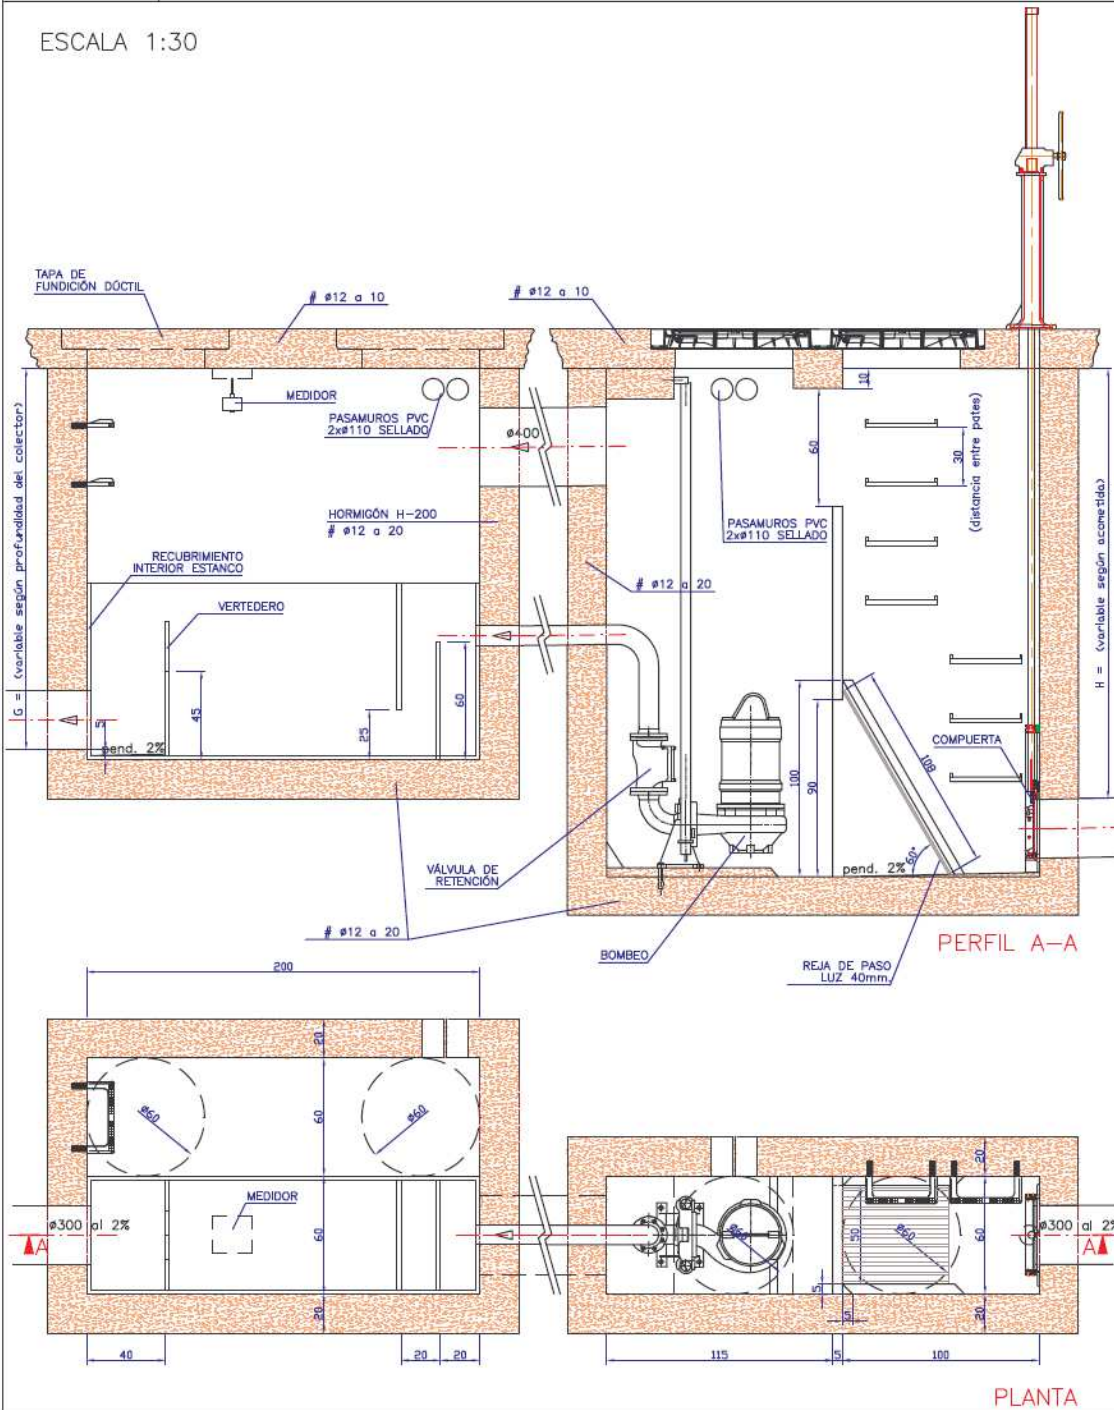 ESCALA 1:30
TAPA DE
FUNDICIÓN DÚCTIL
# ø12 a 10
# ø12 a 10
MEDIDOR
PASAMUROS PVC
2xø110 SELLADO
ø400
10
60
30
(distancia entre pates)
G = (variable según profundidad del colector)
H = (variable según acometida)
HORMIGÓN H-200
# ø12 a 20
PASAMUROS PVC
2xø110 SELLADO
RECUBRIMIENTO
INTERIOR ESTANCO
# ø12 a 20
VERTEDERO
45
25
60
5
pend. 2%
100
90
108
60°
COMPUERTA
pend. 2%
VÁLVULA DE
RETENCIÓN
# ø12 a 20
BOMBEO
REJA DE PASO
LUZ 40mm.
PERFIL A-A
200
20
60
ø60
ø60
MEDIDOR
60
20
ø300 al 2%
A
20
ø60
50
ø60
60
5
5
20
ø300 al 2%
A
40
20
20
115
5
100
PLANTA